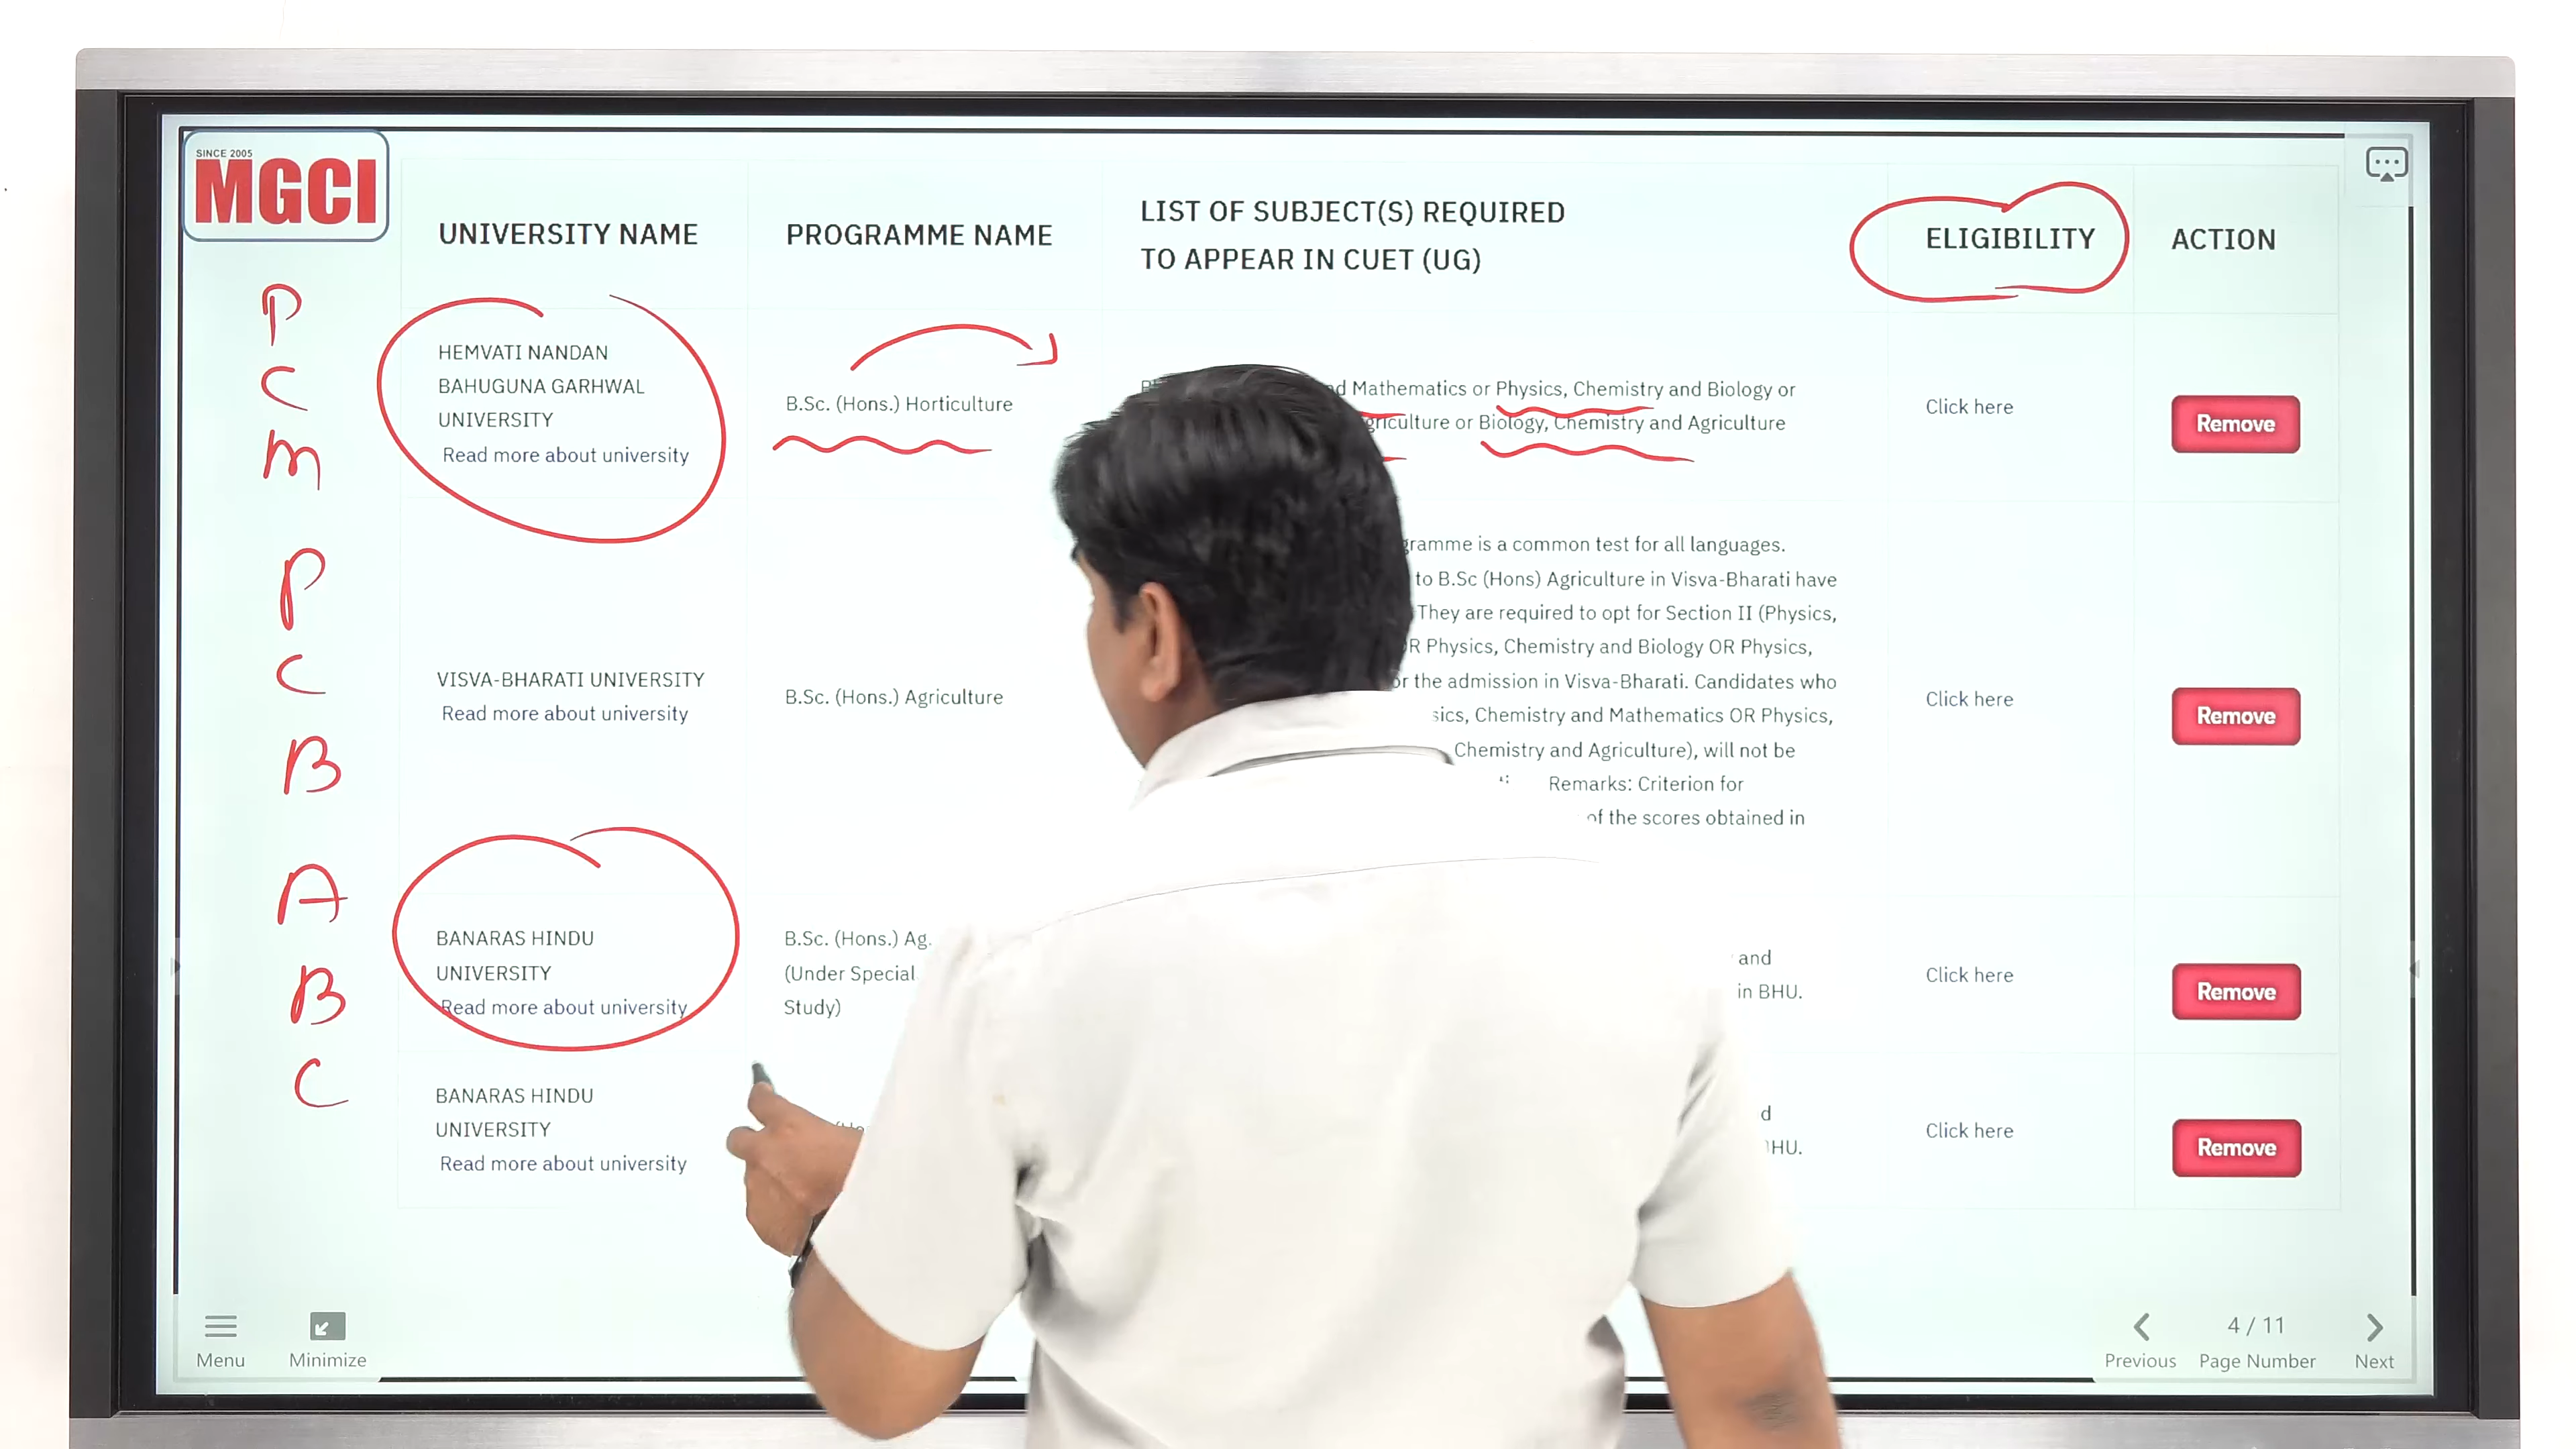 SINCE 2005
MGCI
UNIVERSITY NAME
PROGRAMME NAME
LIST OF SUBJECT(S) REQUIRED
TO APPEAR IN CUET (UG)
ELIGIBILITY
ACTION
P
C
M
P
C
B
A
B
C
HEMVATI NANDAN
BAHUGUNA GARHWAL
UNIVERSITY
Read more about university
B.Sc. (Hons.) Horticulture
Mathematics or Physics, Chemistry and Biology or
or Biology, Chemistry and Agriculture
Click here
Remove
VISVA-BHARATI UNIVERSITY
Read more about university
B.Sc. (Hons.) Agriculture
is a common test for all languages.
to B.Sc (Hons) Agriculture in Visva-Bharati have
They are required to opt for Section II (Physics,
Physics, Chemistry and Biology OR Physics,
the admission in Visva-Bharati. Candidates who
Chemistry and Mathematics OR Physics,
Chemistry and Agriculture), will not be
Remarks: Criterion for
of the scores obtained in
Click here
Remove
BANARAS HINDU
UNIVERSITY
Read more about university
B.Sc. (Hons.) Ag.
(Under Special
Study)
and
in BHU.
Click here
Remove
BANARAS HINDU
UNIVERSITY
Read more about university
Click here
Remove
Menu
Minimize
Previous
4 / 11
Page Number
Next